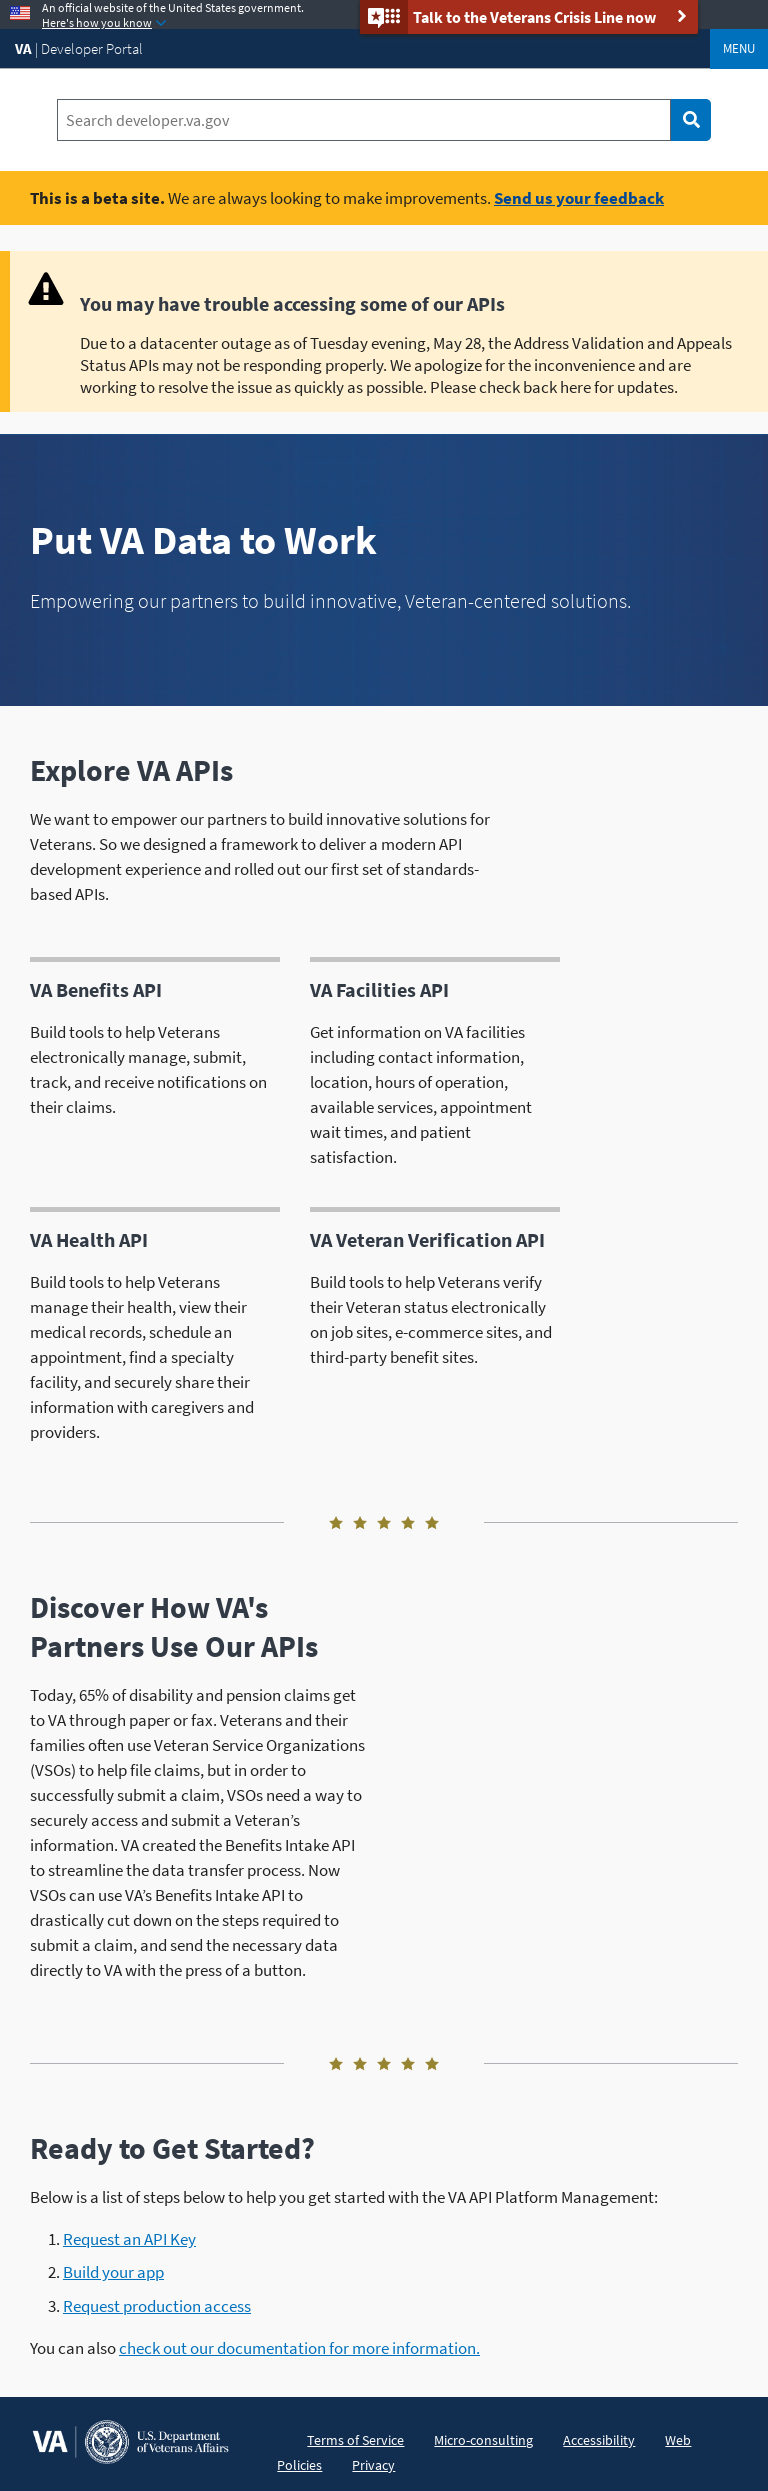 An official website of the United States government.
Here's how you know
Talk to the Veterans Crisis Line now
VA | Developer Portal
MENU
Search developer.va.gov
This is a beta site. We are always looking to make improvements. Send us your feedback
You may have trouble accessing some of our APIs
Due to a datacenter outage as of Tuesday evening, May 28, the Address Validation and Appeals
Status APIs may not be responding properly. We apologize for the inconvenience and are
working to resolve the issue as quickly as possible. Please check back here for updates.
Put VA Data to Work
Empowering our partners to build innovative, Veteran-centered solutions.
Explore VA APIs
We want to empower our partners to build innovative solutions for
Veterans. So we designed a framework to deliver a modern API
development experience and rolled out our first set of standards-
based APIs.
VA Benefits API
Build tools to help Veterans
electronically manage, submit,
track, and receive notifications on
their claims.
VA Facilities API
Get information on VA facilities
including contact information,
location, hours of operation,
available services, appointment
wait times, and patient
satisfaction.
VA Health API
Build tools to help Veterans
manage their health, view their
medical records, schedule an
appointment, find a specialty
facility, and securely share their
information with caregivers and
providers.
VA Veteran Verification API
Build tools to help Veterans verify
their Veteran status electronically
on job sites, e-commerce sites, and
third-party benefit sites.
Discover How VA's
Partners Use Our APIs
Today, 65% of disability and pension claims get
to VA through paper or fax. Veterans and their
families often use Veteran Service Organizations
(VSOs) to help file claims, but in order to
successfully submit a claim, VSOs need a way to
securely access and submit a Veteran’s
information. VA created the Benefits Intake API
to streamline the data transfer process. Now
VSOs can use VA’s Benefits Intake API to
drastically cut down on the steps required to
submit a claim, and send the necessary data
directly to VA with the press of a button.
Ready to Get Started?
Below is a list of steps below to help you get started with the VA API Platform Management:
1. Request an API Key
2. Build your app
3. Request production access
You can also check out our documentation for more information.
VA
U.S. Department
of Veterans Affairs
Terms of Service Micro-consulting Accessibility Web
Policies Privacy